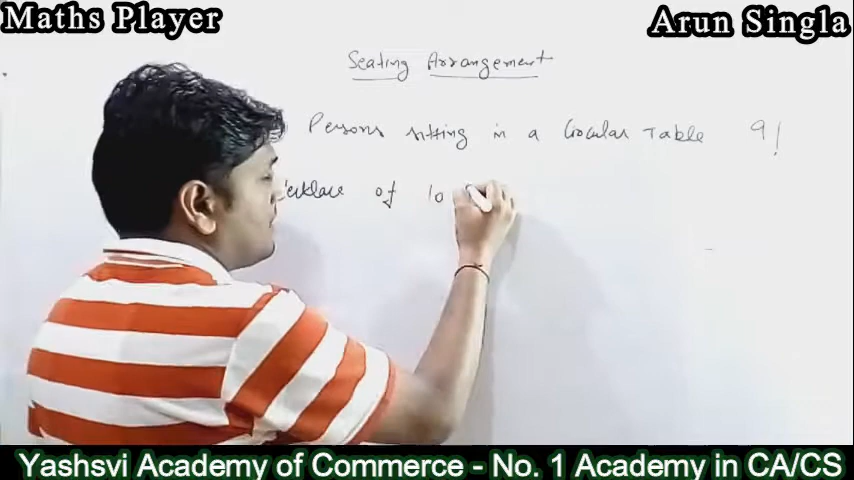 Maths Player
Arun Singla
Seating Arrangement
Persons sitting in a Circular Table 9!
of 10
Yashsvi Academy of Commerce - No. 1 Academy in CA/CS